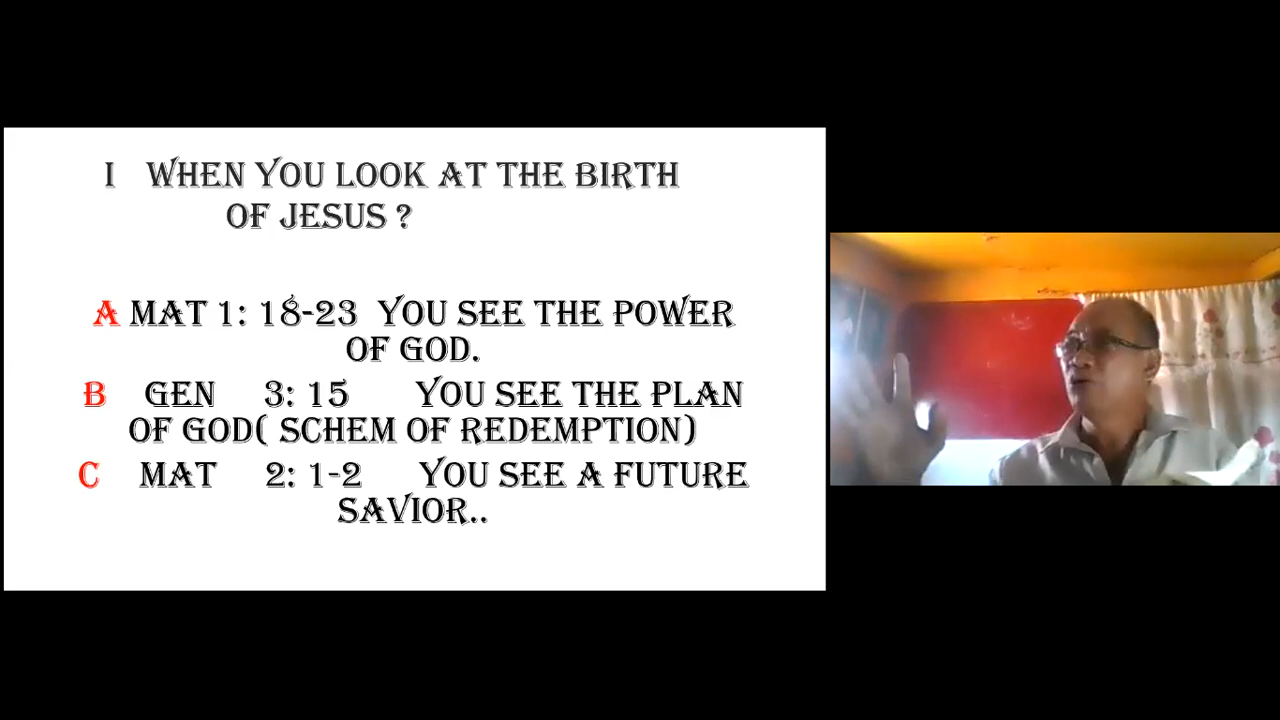 I WHEN YOU LOOK AT THE BIRTH
OF JESUS ?
A MAT 1: 18-23 YOU SEE THE POWER
OF GOD.
B GEN 3: 15 YOU SEE THE PLAN
OF GOD( SCHEM OF REDEMPTION)
C MAT 2: 1-2 YOU SEE A FUTURE
SAVIOR..